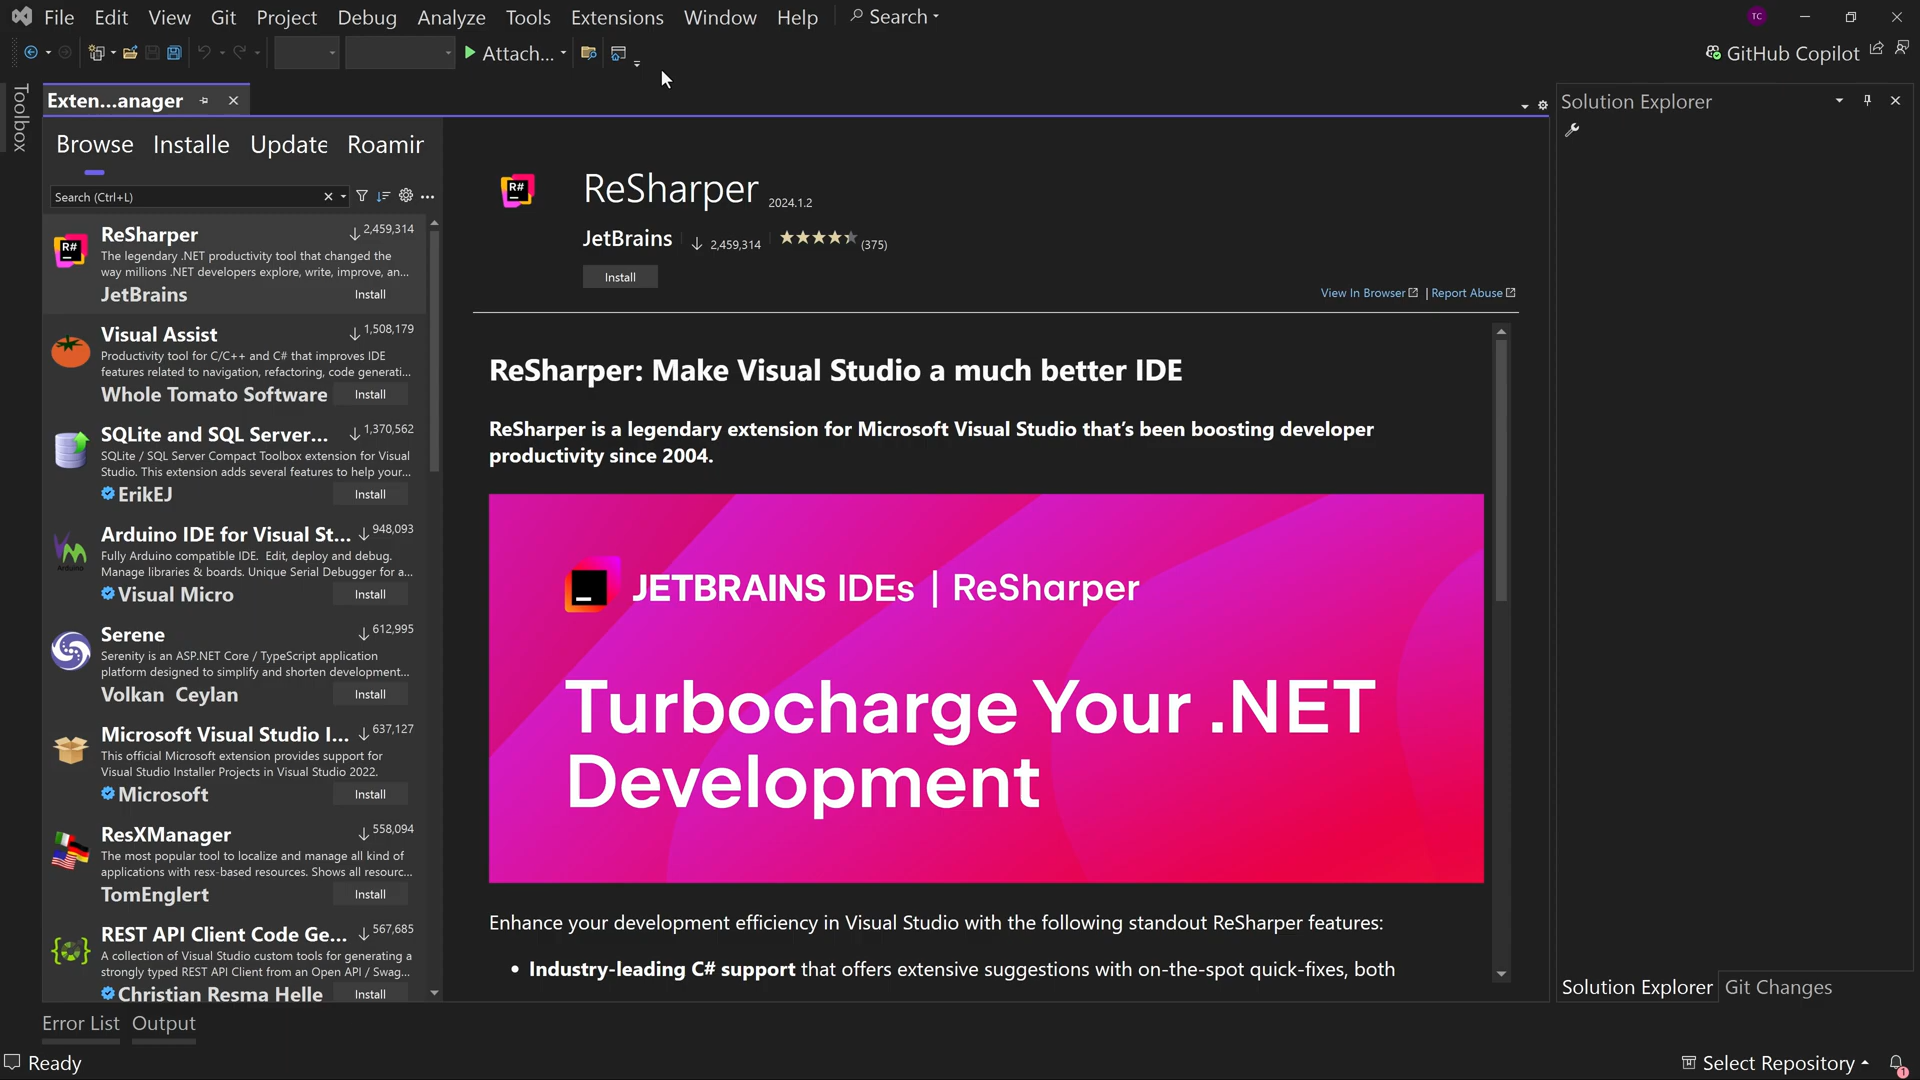 File Edit View Git Project Debug Analyze Tools Extensions Window Help Search TC
Attach... GitHub Copilot
Toolbox
Exten...anager
Solution Explorer
Browse Installe Update Roamir
Search (Ctrl+L)
ReSharper 2,459,314
The legendary .NET productivity tool that changed the
way millions .NET developers explore, write, improve, an...
JetBrains Install
Visual Assist 1,508,179
Productivity tool for C/C++ and C# that improves IDE
features related to navigation, refactoring, code generati...
Whole Tomato Software Install
SQLite and SQL Server... 1,370,562
SQLite / SQL Server Compact Toolbox extension for Visual
Studio. This extension adds several features to help your...
ErikEJ Install
Arduino IDE for Visual St... 948,093
Fully Arduino compatible IDE. Edit, deploy and debug.
Manage libraries & boards. Unique Serial Debugger for a...
Visual Micro Install
Serene 612,995
Serenity is an ASP.NET Core / TypeScript application
platform designed to simplify and shorten development...
Volkan Ceylan Install
Microsoft Visual Studio I... 637,127
This official Microsoft extension provides support for
Visual Studio Installer Projects in Visual Studio 2022.
Microsoft Install
ResXManager 558,094
The most popular tool to localize and manage all kind of
applications with resx-based resources. Shows all resourc...
TomEnglert Install
REST API Client Code Ge... 567,685
A collection of Visual Studio custom tools for generating a
strongly typed REST API Client from an Open API / Swag...
Christian Resma Helle Install
R#
ReSharper 2024.1.2
JetBrains 2,459,314 (375)
Install
View In Browser | Report Abuse
ReSharper: Make Visual Studio a much better IDE
ReSharper is a legendary extension for Microsoft Visual Studio that’s been boosting developer
productivity since 2004.
JETBRAINS IDEs | ReSharper
Turbocharge Your .NET
Development
Enhance your development efficiency in Visual Studio with the following standout ReSharper features:
• Industry-leading C# support that offers extensive suggestions with on-the-spot quick-fixes, both
Solution Explorer Git Changes
Error List Output
Ready Select Repository 1